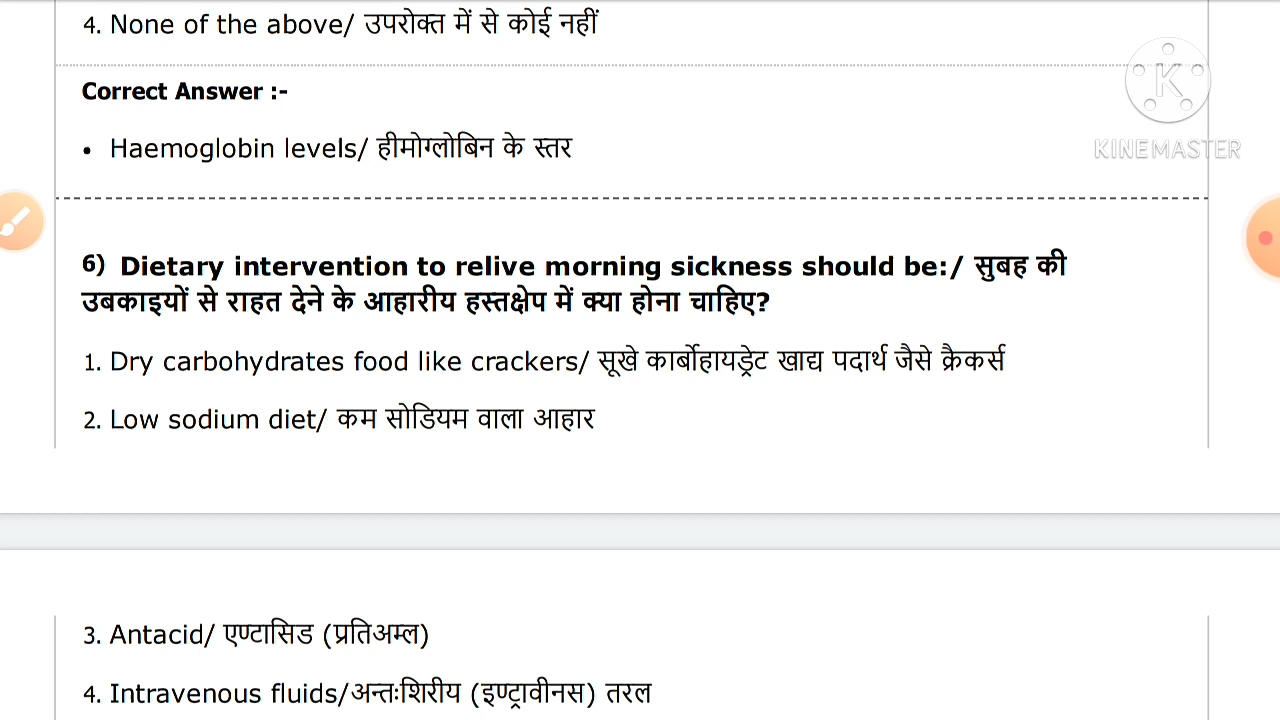 4. None of the above/ उपरोक्त में से कोई नहीं
Correct Answer :-
• Haemoglobin levels/ हीमोग्लोबिन के स्तर
K
KINEMASTER
6) Dietary intervention to relive morning sickness should be:/ सुबह की
उबकाइयों से राहत देने के आहारीय हस्तक्षेप में क्या होना चाहिए?
1. Dry carbohydrates food like crackers/ सूखे कार्बोहायड्रेट खाद्य पदार्थ जैसे क्रैकर्स
2. Low sodium diet/ कम सोडियम वाला आहार
3. Antacid/ एण्टासिड (प्रतिअम्ल)
4. Intravenous fluids/अन्तःशिरीय (इण्ट्रावीनस) तरल